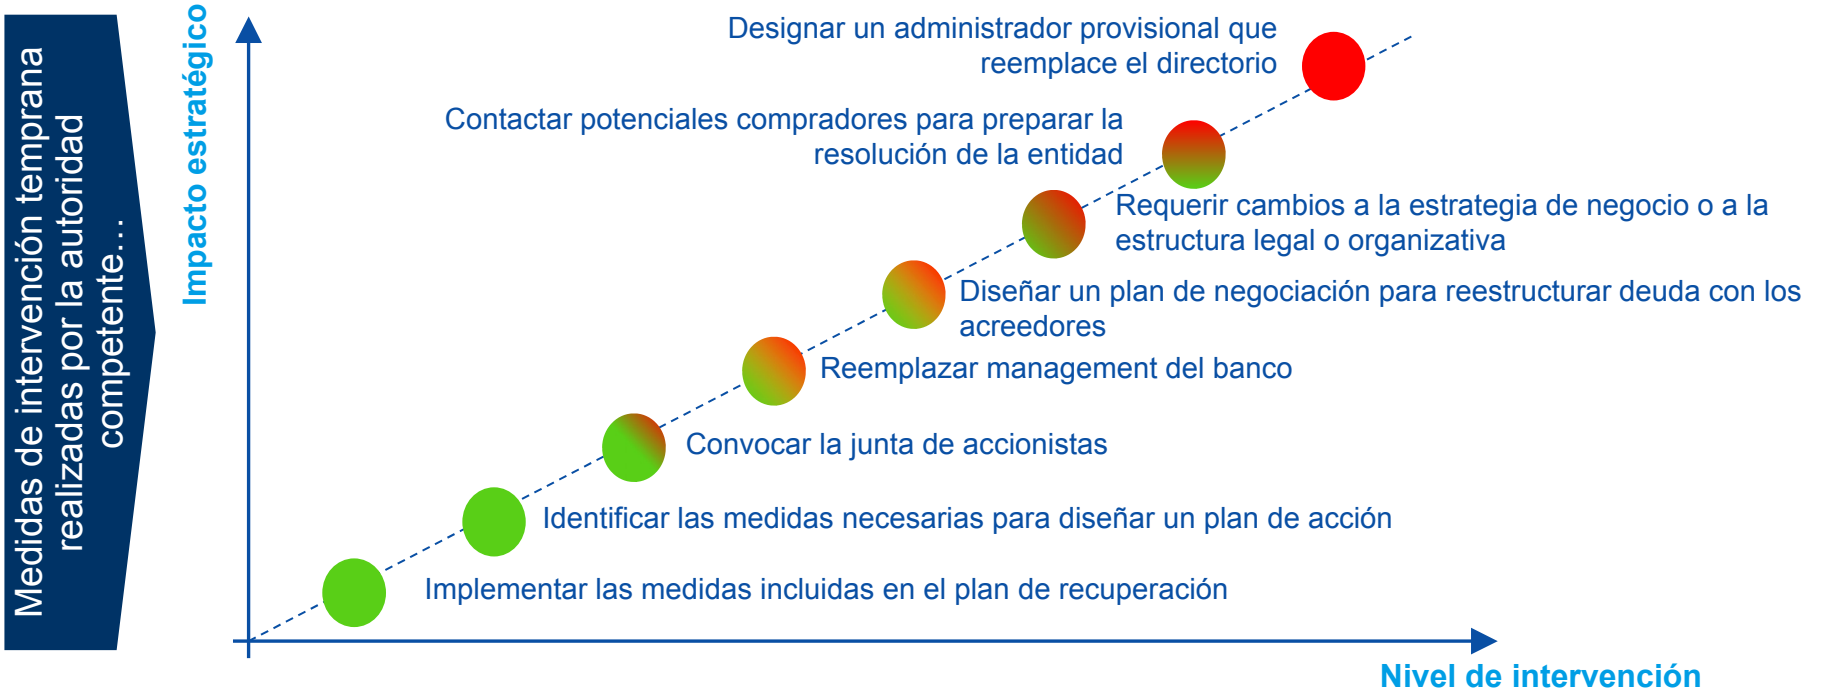 Medidas de intervención temprana
realizadas por la autoridad
competente…
Impacto estratégico
Designar un administrador provisional que
reemplace el directorio
Contactar potenciales compradores para preparar la
resolución de la entidad
Requerir cambios a la estrategia de negocio o a la
estructura legal o organizativa
Diseñar un plan de negociación para reestructurar deuda con los
acreedores
Reemplazar management del banco
Convocar la junta de accionistas
Identificar las medidas necesarias para diseñar un plan de acción
Implementar las medidas incluidas en el plan de recuperación
Nivel de intervención